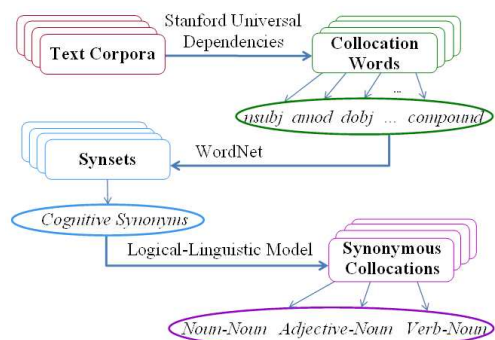 Stanford Universal
Dependencies
Text Corpora
Collocation
Words
...
nsubj amod dobj ... compound
WordNet
Synsets
Cognitive Synonyms
Logical-Linguistic Model
Synonymous
Collocations
Noun-Noun Adjective-Noun Verb-Noun